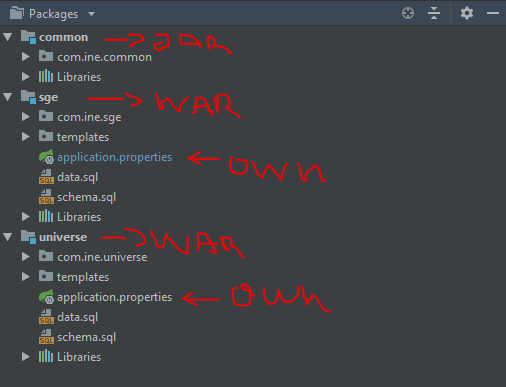 Packages
common JAR
com.ine.common
Libraries
sge WAR
com.ine.sge
templates
application.properties OWN
data.sql
schema.sql
Libraries
universe WAR
com.ine.universe
templates
application.properties OWN
data.sql
schema.sql
Libraries